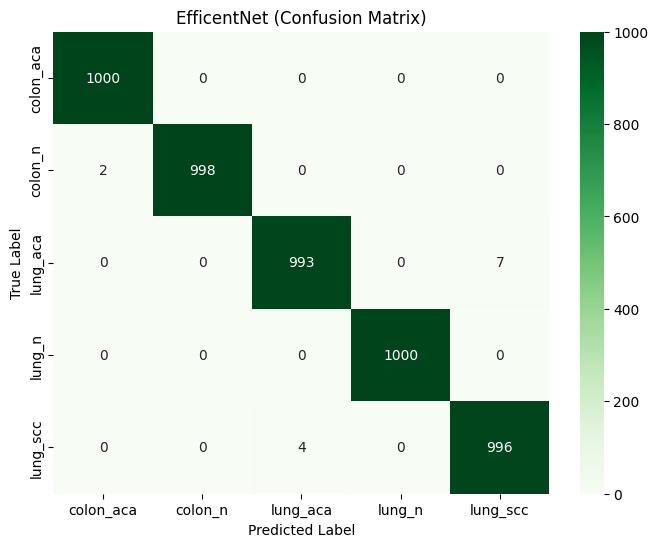 EfficentNet (Confusion Matrix)
colon_aca 1000 0 0 0 0
colon_n 2 998 0 0 0
lung_aca 0 0 993 0 7
lung_n 0 0 0 1000 0
lung_scc 0 0 4 0 996
True Label
colon_aca colon_n lung_aca lung_n lung_scc
Predicted Label
1000
800
600
400
200
0